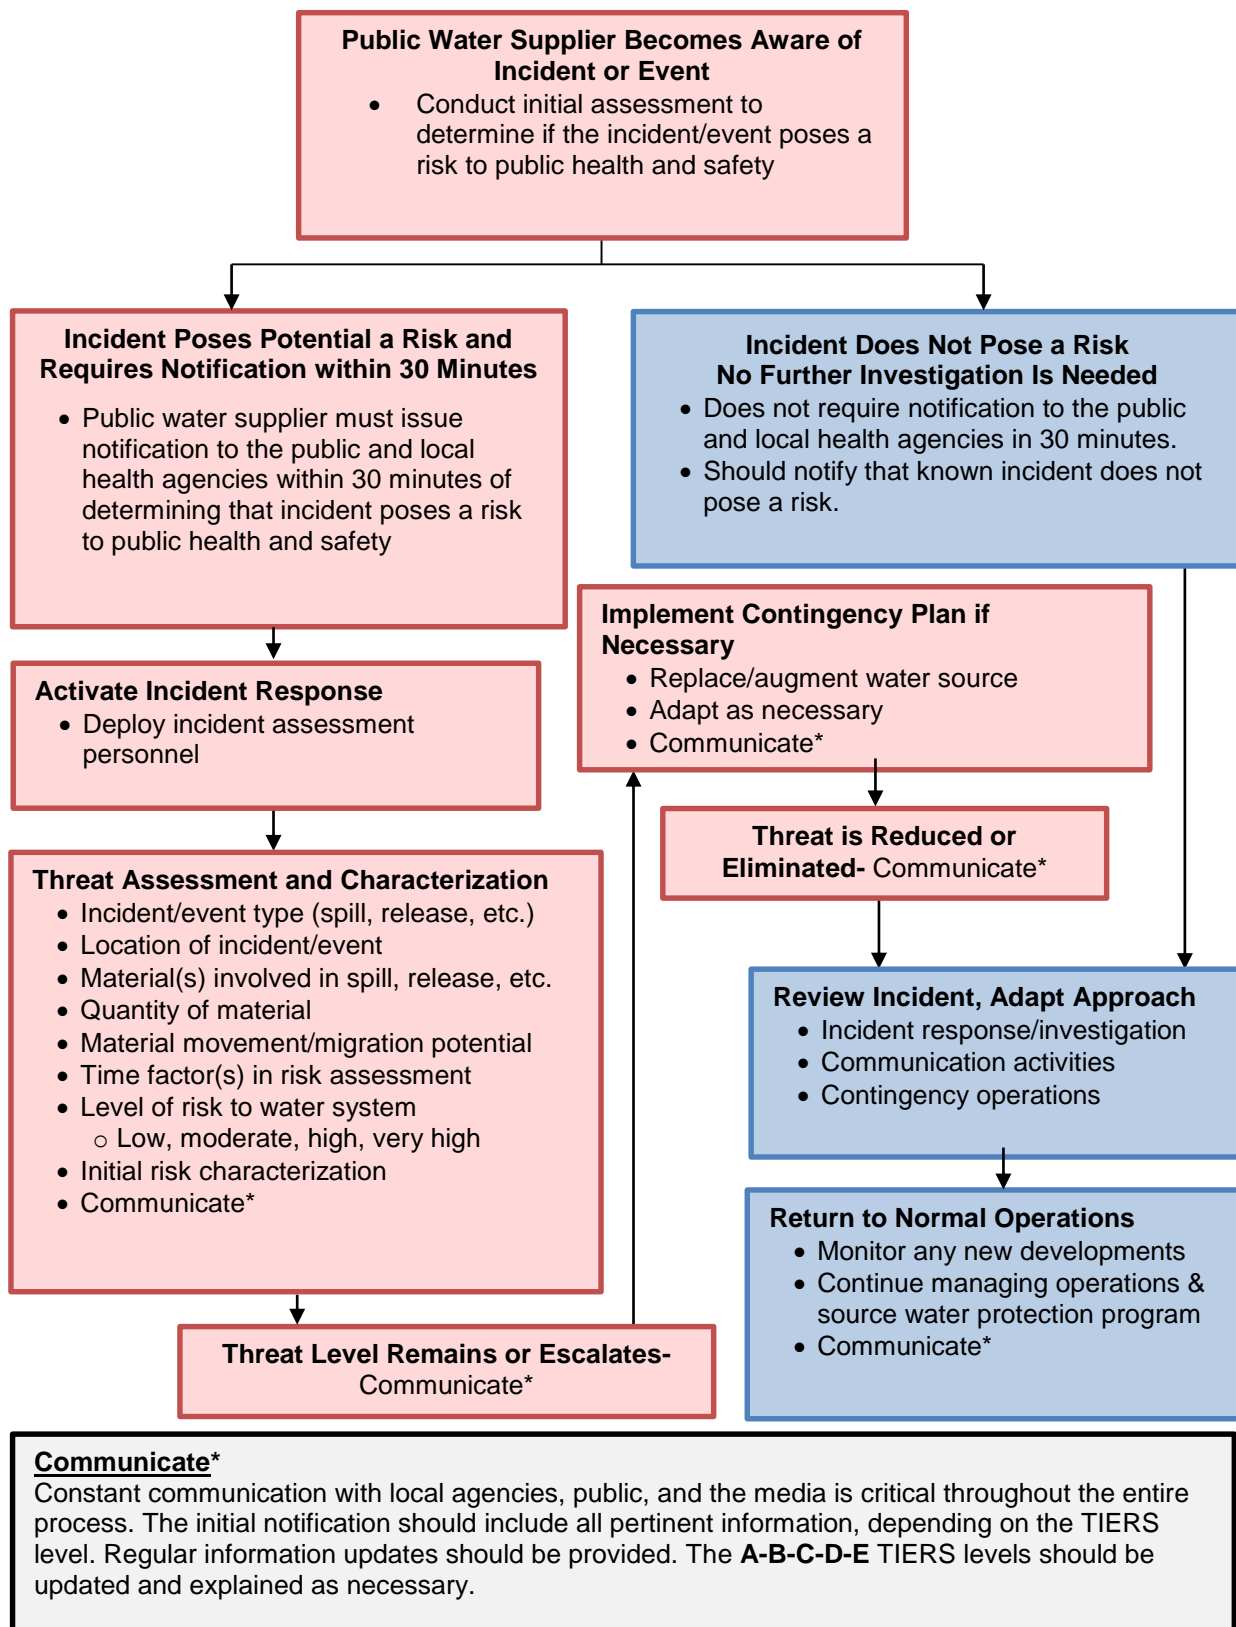 Public Water Supplier Becomes Aware of
Incident or Event
• Conduct initial assessment to
determine if the incident/event poses a
risk to public health and safety
Incident Poses Potential a Risk and
Requires Notification within 30 Minutes
• Public water supplier must issue
notification to the public and local
health agencies within 30 minutes of
determining that incident poses a risk
to public health and safety
Incident Does Not Pose a Risk
No Further Investigation Is Needed
• Does not require notification to the public
and local health agencies in 30 minutes.
• Should notify that known incident does not
pose a risk.
Activate Incident Response
• Deploy incident assessment
personnel
Threat Assessment and Characterization
• Incident/event type (spill, release, etc.)
• Location of incident/event
• Material(s) involved in spill, release, etc.
• Quantity of material
• Material movement/migration potential
• Time factor(s) in risk assessment
• Level of risk to water system
o Low, moderate, high, very high
• Initial risk characterization
• Communicate*
Threat Level Remains or Escalates-
Communicate*
Implement Contingency Plan if
Necessary
• Replace/augment water source
• Adapt as necessary
• Communicate*
Threat is Reduced or
Eliminated- Communicate*
Review Incident, Adapt Approach
• Incident response/investigation
• Communication activities
• Contingency operations
Return to Normal Operations
• Monitor any new developments
• Continue managing operations &
source water protection program
• Communicate*
Communicate*
Constant communication with local agencies, public, and the media is critical throughout the entire
process. The initial notification should include all pertinent information, depending on the TIERS
level. Regular information updates should be provided. The A-B-C-D-E TIERS levels should be
updated and explained as necessary.